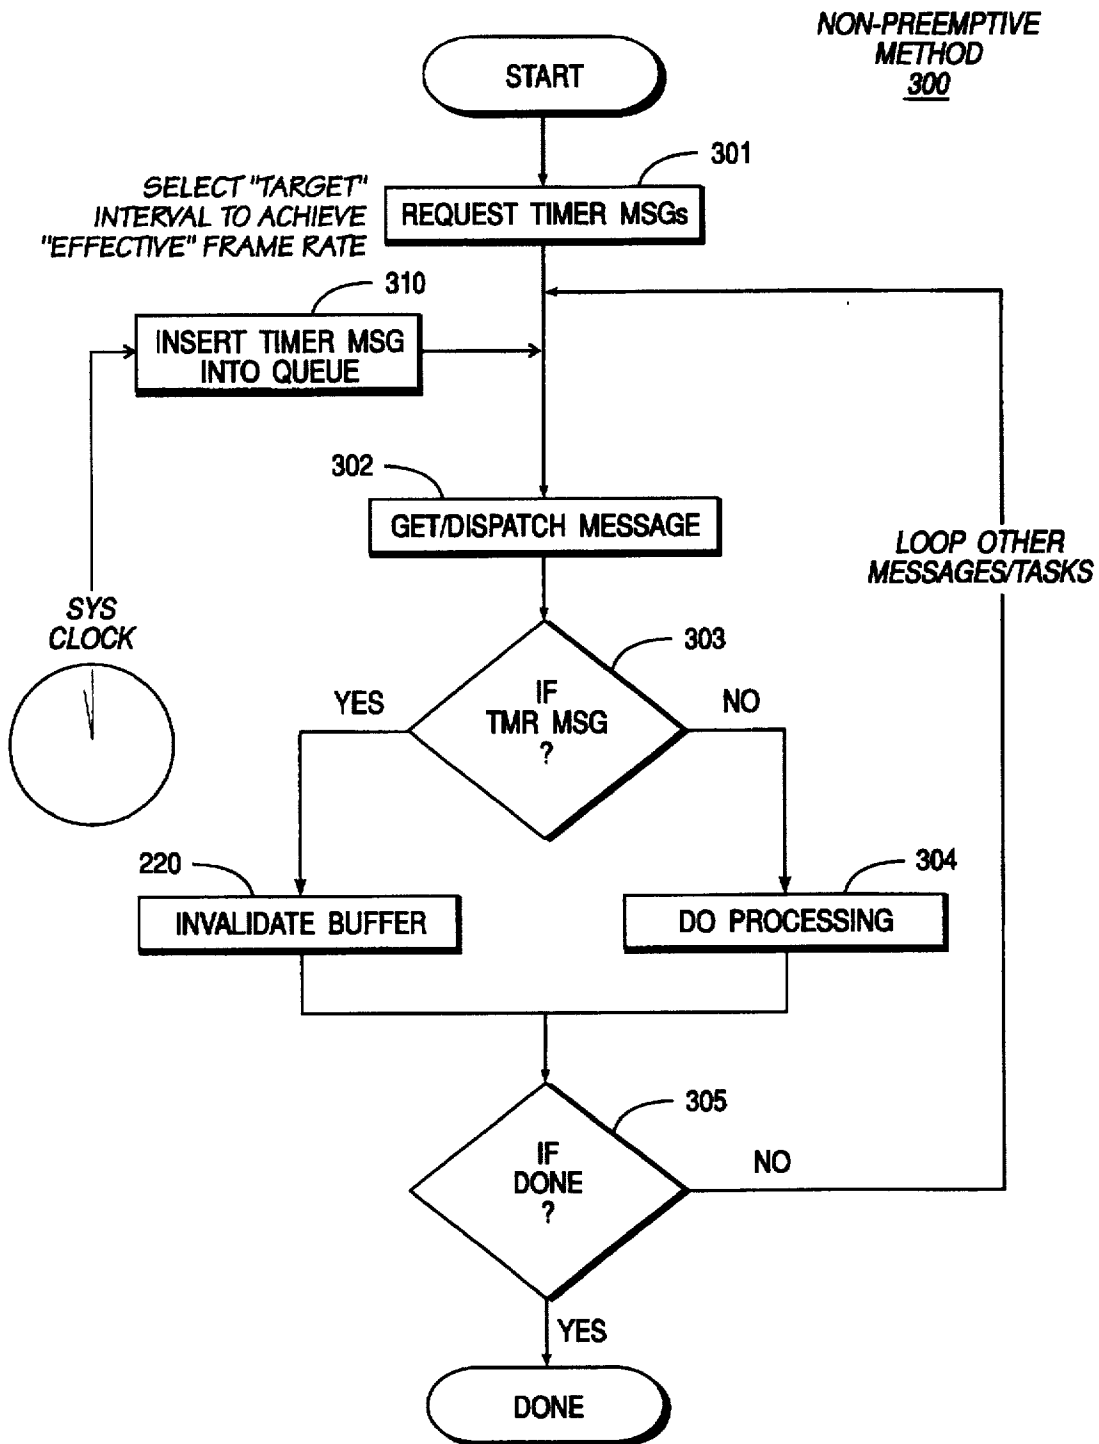 NON-PREEMPTIVE
METHOD
300
START
301
SELECT "TARGET"
INTERVAL TO ACHIEVE
"EFFECTIVE" FRAME RATE
REQUEST TIMER MSGs
310
INSERT TIMER MSG
INTO QUEUE
302
GET/DISPATCH MESSAGE
LOOP OTHER
MESSAGES/TASKS
SYS
CLOCK
303
IF
TMR MSG
?
YES
NO
220
INVALIDATE BUFFER
304
DO PROCESSING
305
IF
DONE
?
NO
YES
DONE